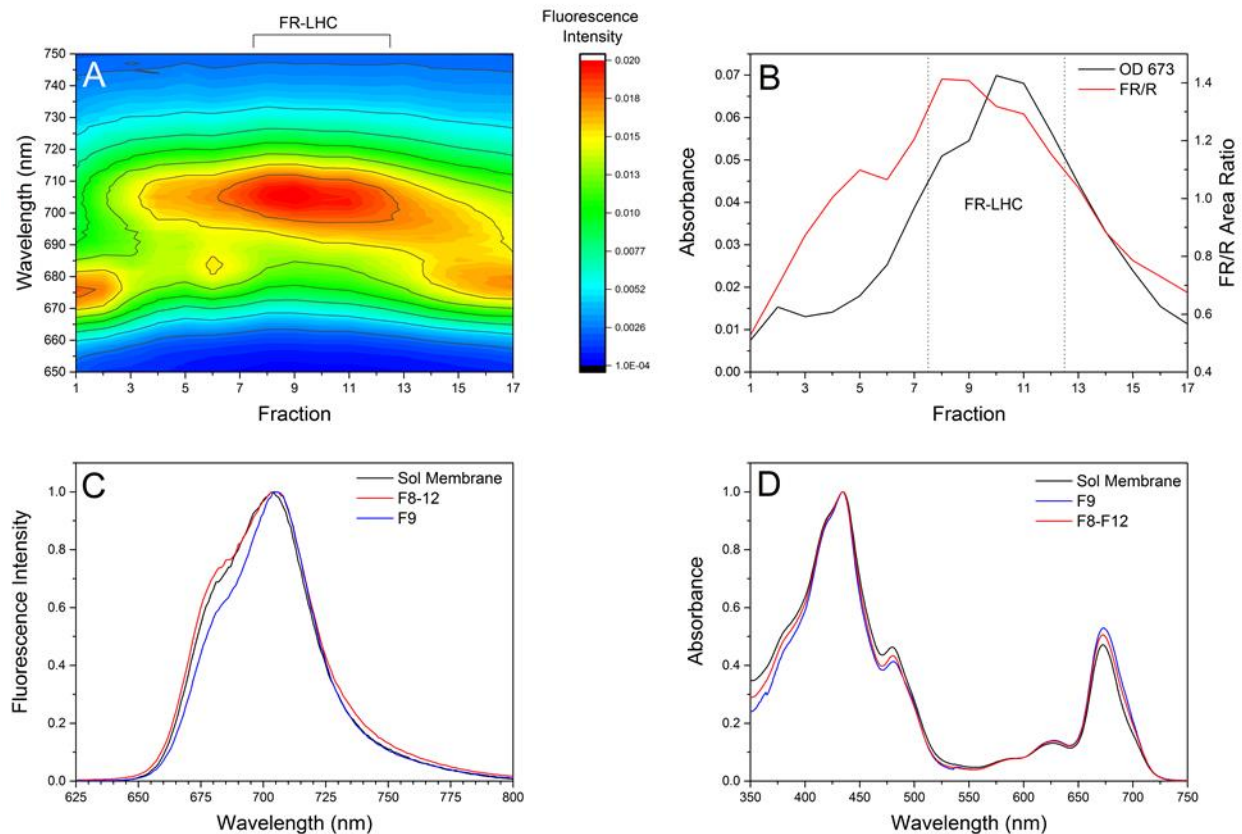 FR-LHC
Fluorescence
Intensity
A
750
740
730
720
710
700
690
680
670
660
650
Wavelength (nm)
1 3 5 7 9 11 13 15 17
Fraction
0.020
0.018
0.015
0.013
0.010
0.0077
0.0052
0.0026
1.0E-04
B
OD 673
FR/R
FR-LHC
0.07
0.06
0.05
0.04
0.03
0.02
0.01
0.00
Absorbance
1.4
1.2
1.0
0.8
0.6
0.4
FR/R Area Ratio
1 3 5 7 9 11 13 15 17
Fraction
C
Sol Membrane
F8-12
F9
1.0
0.8
0.6
0.4
0.2
0.0
Fluorescence Intensity
625 650 675 700 725 750 775 800
Wavelength (nm)
D
Sol Membrane
F9
F8-F12
1.0
0.8
0.6
0.4
0.2
0.0
Absorbance
350 400 450 500 550 600 650 700 750
Wavelength (nm)